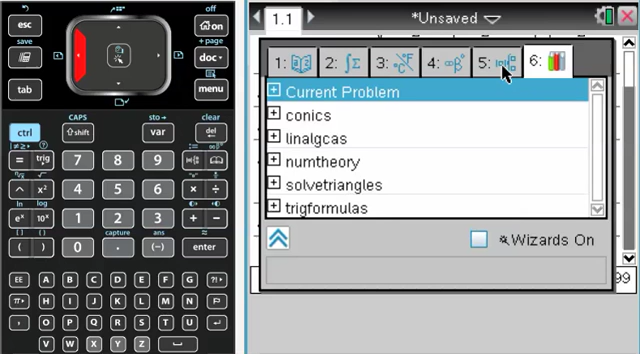 esc
off
on
save
+ page
doc
tab
menu
CAPS
sto→
clear
ctrl
shift
var
del
trig
7
8
9
4
5
6
ln
log
1
2
3
capture
ans
0
.
(−)
enter
EE
A
B
C
D
E
F
G
?!
π
H
I
J
K
L
M
N
,
O
P
Q
R
S
T
U
V
W
X
Y
Z
1.1
*Unsaved
1:
2: ∫Σ
3:
4: ∞β°
5:
6:
Current Problem
conics
linalgcas
numtheory
solvetriangles
trigformulas
Wizards On
99